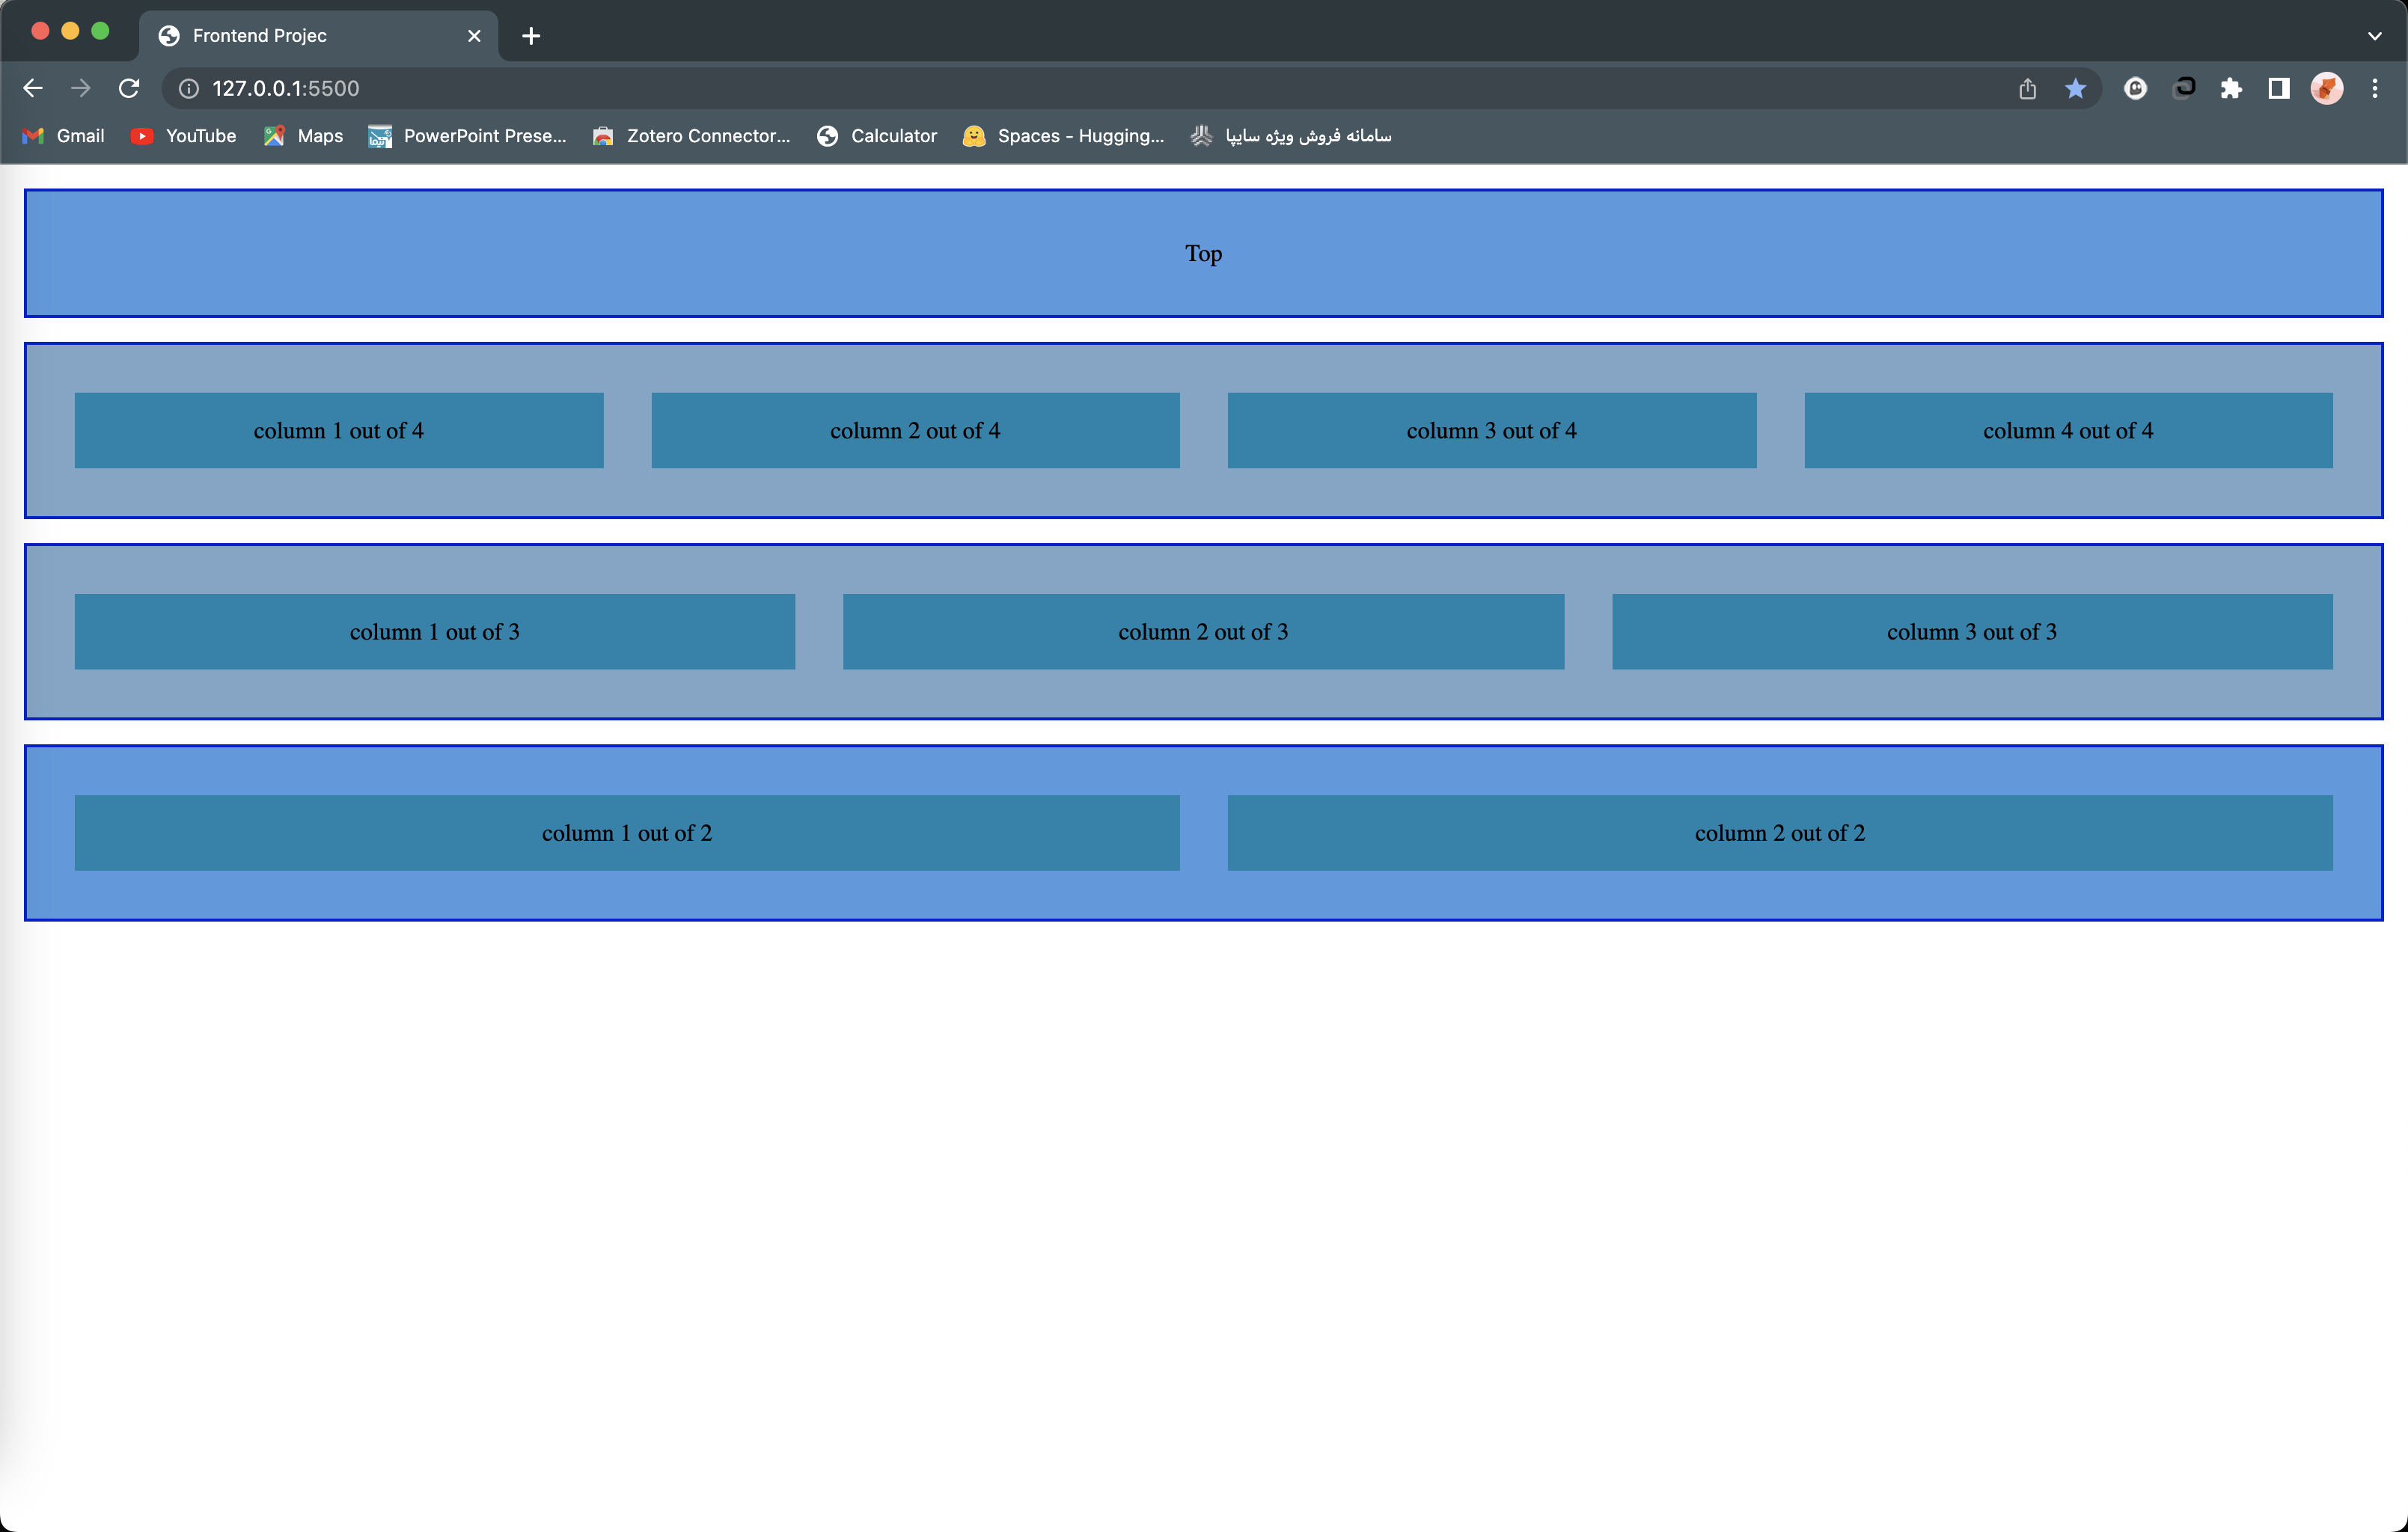 Frontend Projec
127.0.0.1:5500
Gmail YouTube Maps PowerPoint Prese... Zotero Connector... Calculator Spaces - Hugging... سامانه فروش ویژه سایپا
Top
column 1 out of 4 column 2 out of 4 column 3 out of 4 column 4 out of 4
column 1 out of 3 column 2 out of 3 column 3 out of 3
column 1 out of 2 column 2 out of 2